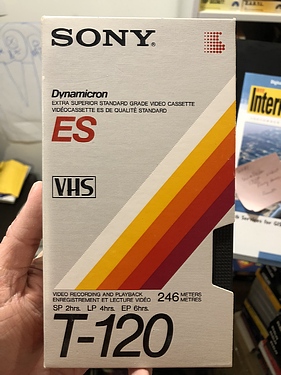 SONY®
Dynamicron
EXTRA SUPERIOR STANDARD GRADE VIDEO CASSETTE
VIDÉOCASSETTE ES DE QUALITÉ STANDARD
ES
VHS
VIDEO RECORDING AND PLAYBACK
ENREGISTREMENT ET LECTURE VIDÉO
246 METERS
MÈTRES
SP 2hrs. LP 4hrs. EP 6hrs.
T-120
Intern